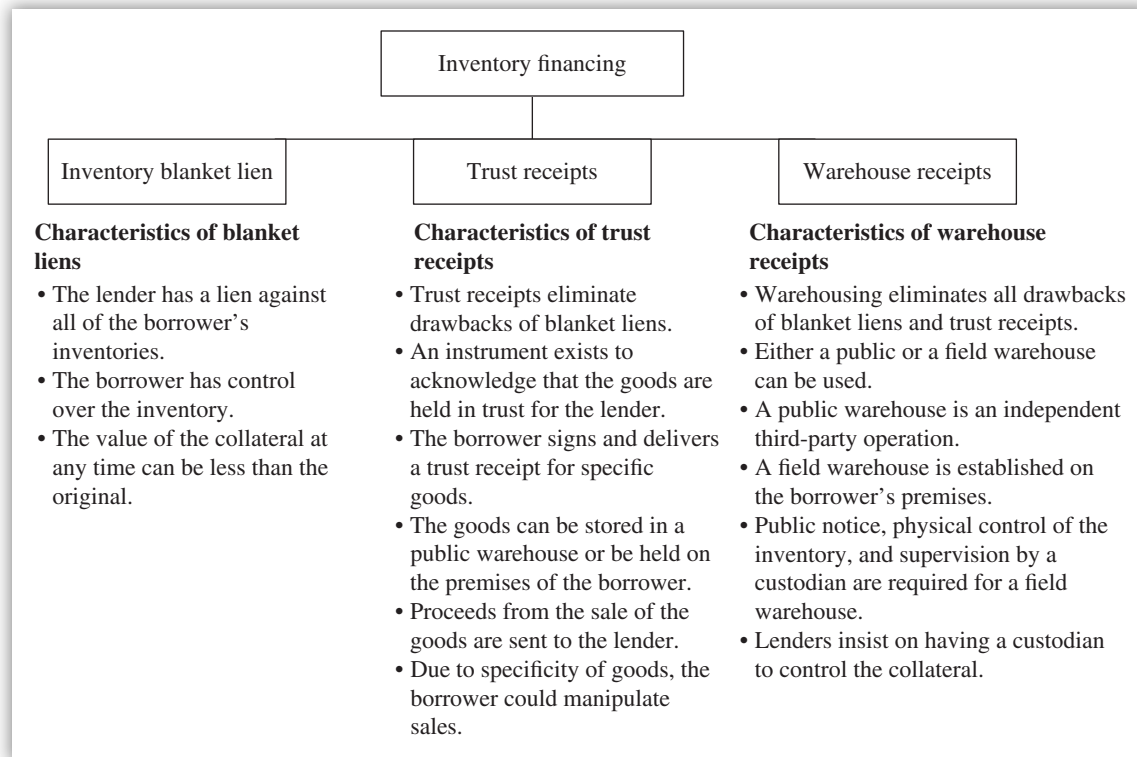 Inventory financing
Inventory blanket lien
Trust receipts
Warehouse receipts
Characteristics of blanket
liens
• The lender has a lien against
all of the borrower’s
inventories.
• The borrower has control
over the inventory.
• The value of the collateral at
any time can be less than the
original.
Characteristics of trust
receipts
• Trust receipts eliminate
drawbacks of blanket liens.
• An instrument exists to
acknowledge that the goods are
held in trust for the lender.
• The borrower signs and delivers
a trust receipt for specific
goods.
• The goods can be stored in a
public warehouse or be held on
the premises of the borrower.
• Proceeds from the sale of the
goods are sent to the lender.
• Due to specificity of goods, the
borrower could manipulate
sales.
Characteristics of warehouse
receipts
• Warehousing eliminates all drawbacks
of blanket liens and trust receipts.
• Either a public or a field warehouse
can be used.
• A public warehouse is an independent
third-party operation.
• A field warehouse is established on
the borrower’s premises.
• Public notice, physical control of the
inventory, and supervision by a
custodian are required for a field
warehouse.
• Lenders insist on having a custodian
to control the collateral.